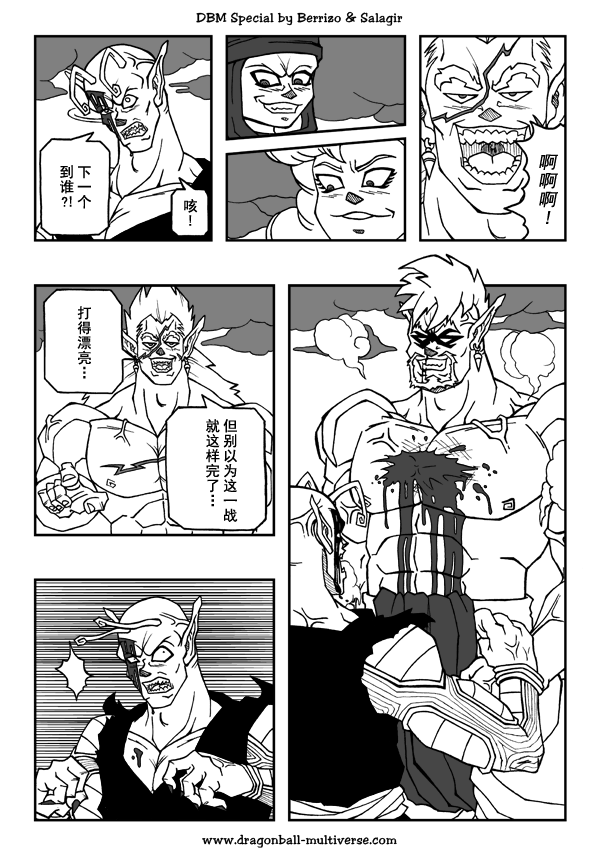 DBM Special by Berrizo & Salagir
下一个
到谁?!
咳！
啊啊啊！
打得漂亮…
但别以为这一战
就这样完了…
www.dragonball-multiverse.com